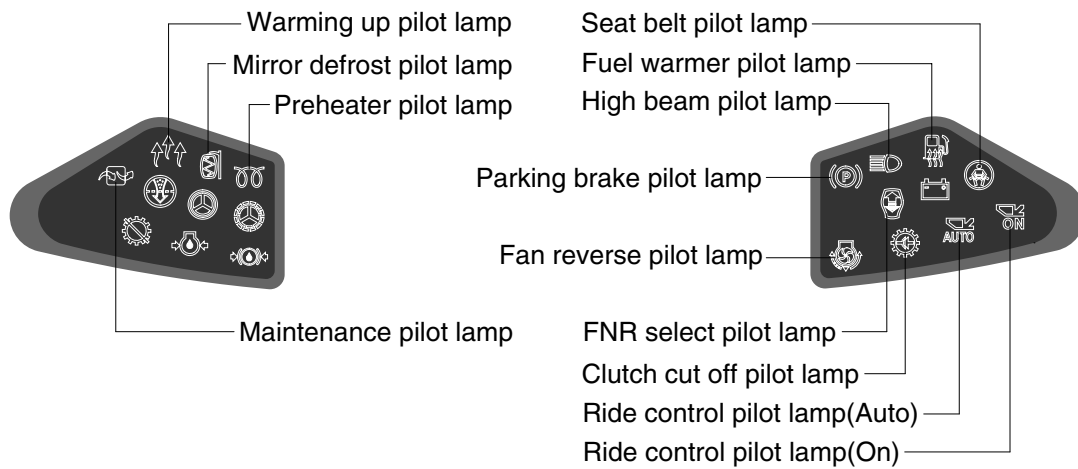 Warming up pilot lamp
Mirror defrost pilot lamp
Preheater pilot lamp
Maintenance pilot lamp
Seat belt pilot lamp
Fuel warmer pilot lamp
High beam pilot lamp
Parking brake pilot lamp
Fan reverse pilot lamp
FNR select pilot lamp
Clutch cut off pilot lamp
Ride control pilot lamp(Auto)
Ride control pilot lamp(On)
P
AUTO
ON